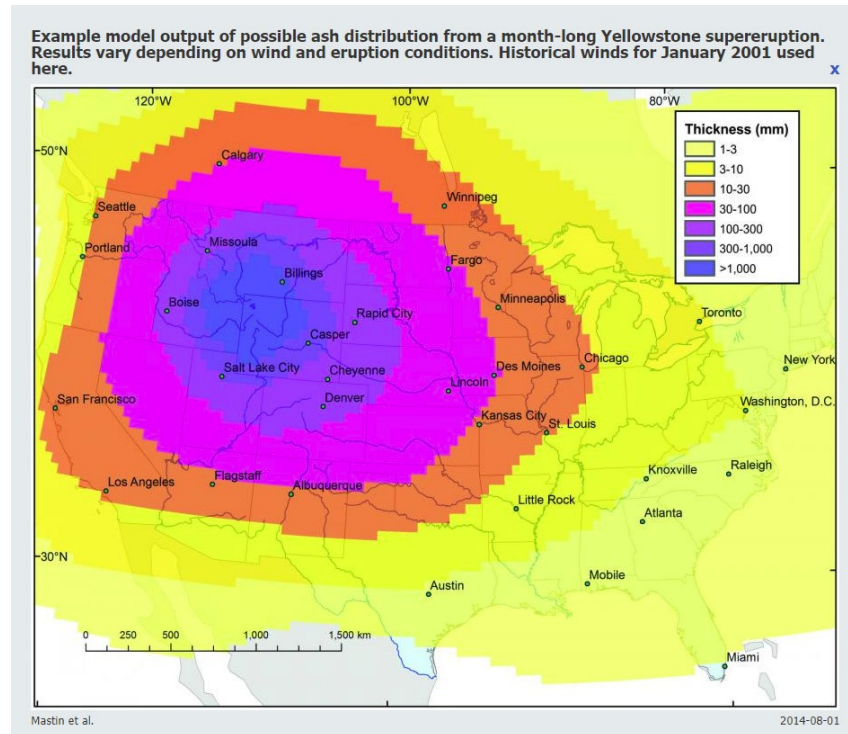 Example model output of possible ash distribution from a month-long Yellowstone supereruption.
Results vary depending on wind and eruption conditions. Historical winds for January 2001 used
here.
x
120°W
100°W
80°W
50°N
30°N
Thickness (mm)
1-3
3-10
10-30
30-100
100-300
300-1,000
>1,000
Calgary
Winnipeg
Seattle
Portland
Missoula
Fargo
Billings
Minneapolis
Boise
Rapid City
Toronto
Casper
Salt Lake City
Cheyenne
Des Moines
Chicago
New York
Lincoln
Denver
San Francisco
Kansas City
St. Louis
Washington, D.C.
Los Angeles
Flagstaff
Albuquerque
Knoxville
Raleigh
Little Rock
Atlanta
Austin
Mobile
Miami
0 250 500 1,000 1,500 km
Mastin et al.
2014-08-01